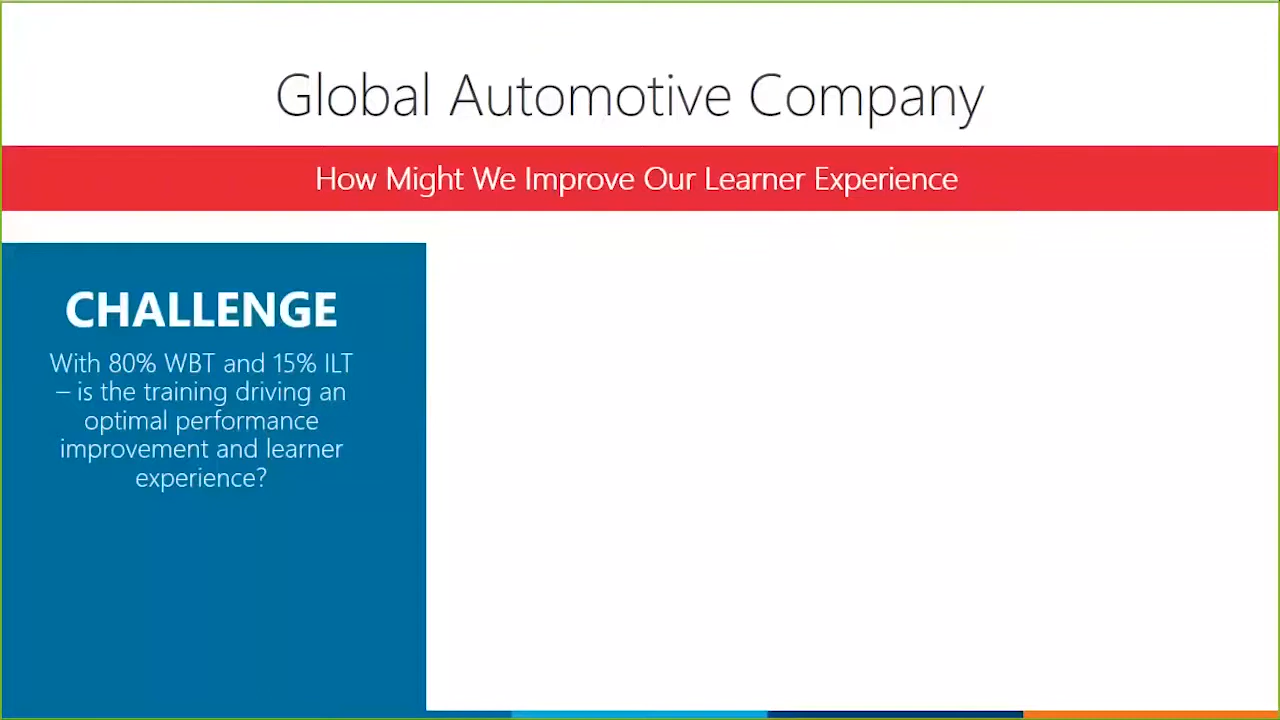 Global Automotive Company
How Might We Improve Our Learner Experience
CHALLENGE
With 80% WBT and 15% ILT
– is the training driving an
optimal performance
improvement and learner
experience?